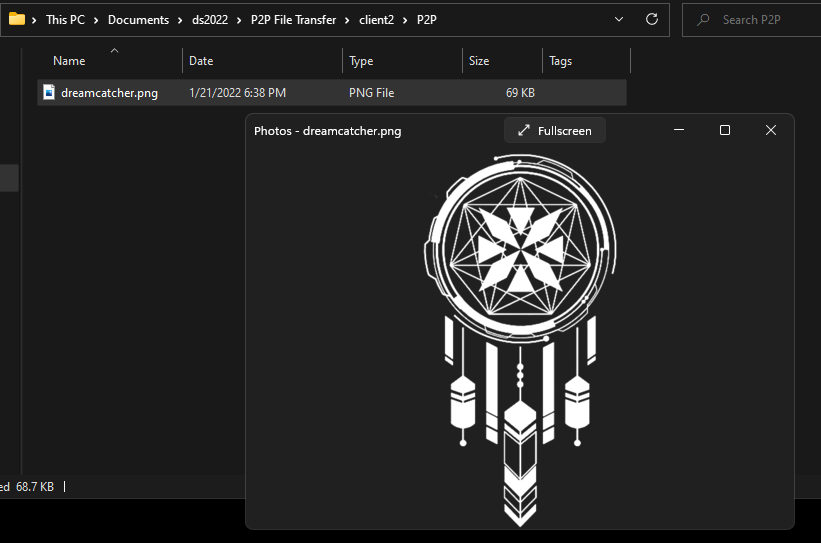 This PC > Documents > ds2022 > P2P File Transfer > client2 > P2P
Search P2P
Name Date Type Size Tags
dreamcatcher.png 1/21/2022 6:38 PM PNG File 69 KB
Photos - dreamcatcher.png Fullscreen
ed 68.7 KB